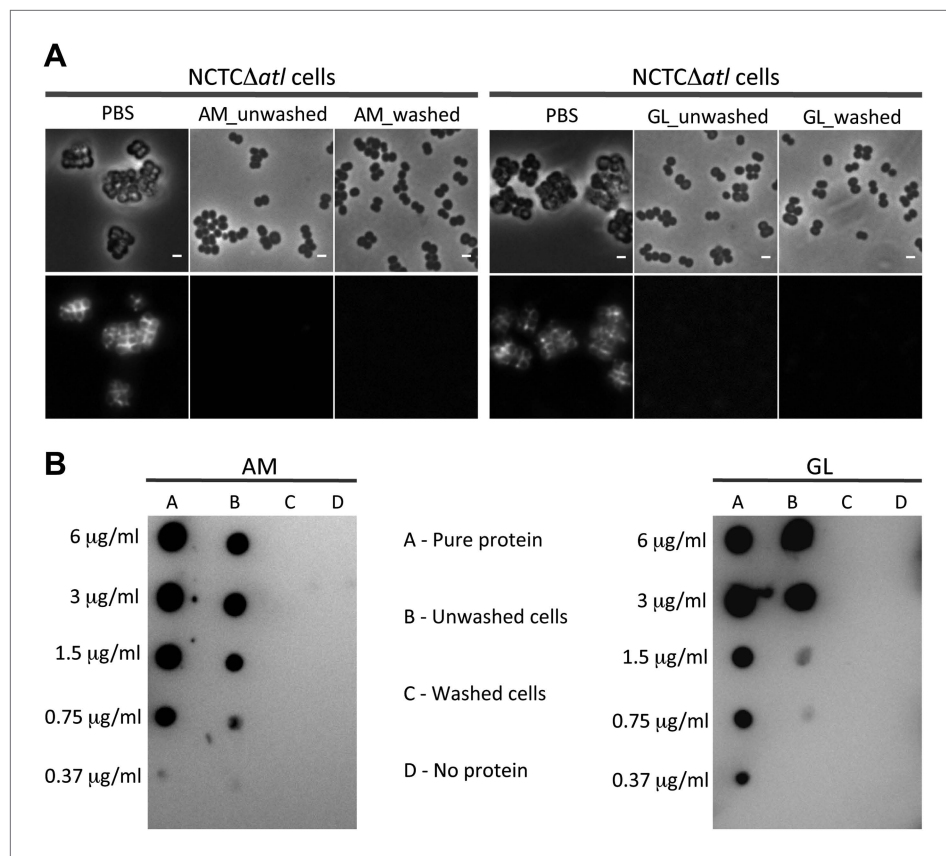 A
NCTCΔatl cells
NCTCΔatl cells
PBS
AM_unwashed
AM_washed
PBS
GL_unwashed
GL_washed
B
AM
GL
A B C D
A B C D
6 μg/ml
3 μg/ml
1.5 μg/ml
0.75 μg/ml
0.37 μg/ml
A - Pure protein
B - Unwashed cells
C - Washed cells
D - No protein
6 μg/ml
3 μg/ml
1.5 μg/ml
0.75 μg/ml
0.37 μg/ml